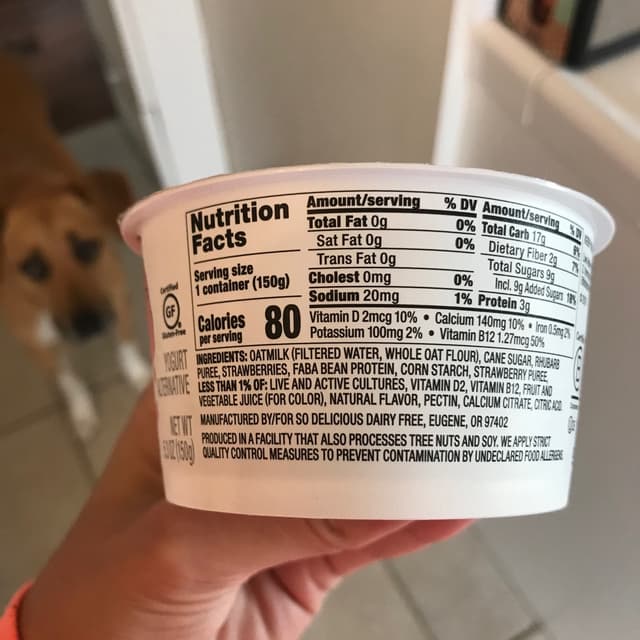 Nutrition
Facts
Serving size
1 container (150g)
Calories
per serving
80
Amount/serving % DV
Total Fat 0g 0%
Sat Fat 0g 0%
Trans Fat 0g
Cholest 0mg 0%
Sodium 20mg 1%
Amount/serving % DV
Total Carb 17g
Dietary Fiber 2g
Total Sugars 9g
Incl. 9g Added Sugars 18%
Protein 3g
Vitamin D 2mcg 10% • Calcium 140mg 10% • Iron 0.5mg 2%
Potassium 100mg 2% • Vitamin B12 1.27mcg 50%
INGREDIENTS: OATMILK (FILTERED WATER, WHOLE OAT FLOUR), CANE SUGAR, RHUBARB
PUREE, STRAWBERRIES, FABA BEAN PROTEIN, CORN STARCH, STRAWBERRY PUREE,
LESS THAN 1% OF: LIVE AND ACTIVE CULTURES, VITAMIN D2, VITAMIN B12, FRUIT AND
VEGETABLE JUICE (FOR COLOR), NATURAL FLAVOR, PECTIN, CALCIUM CITRATE, CITRIC ACID.
MANUFACTURED BY/FOR SO DELICIOUS DAIRY FREE, EUGENE, OR 97402
PRODUCED IN A FACILITY THAT ALSO PROCESSES TREE NUTS AND SOY. WE APPLY STRICT
QUALITY CONTROL MEASURES TO PREVENT CONTAMINATION BY UNDECLARED FOOD ALLERGENS.
Certified
GF
Gluten-Free
YOGURT
ALTERNATIVE
NET WT
(150g)